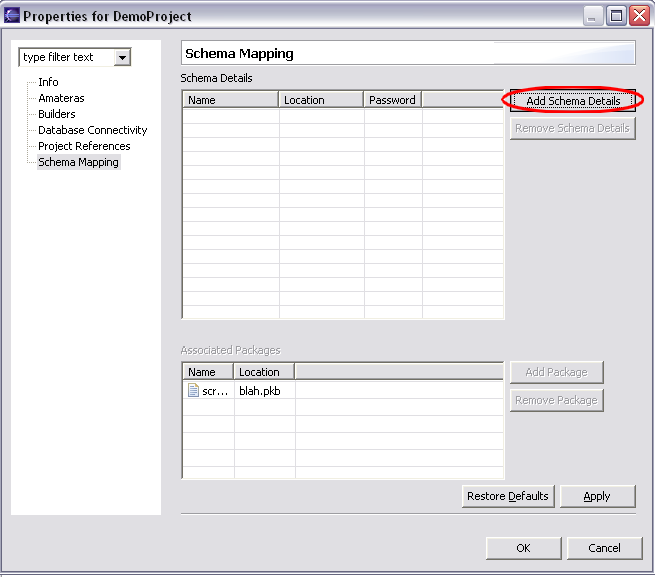 Properties for DemoProject
type filter text
Info
Amateras
Builders
Database Connectivity
Project References
Schema Mapping
Schema Mapping
Schema Details
Name Location Password
Add Schema Details
Remove Schema Details
Associated Packages
Name Location
scr... blah.pkb
Add Package
Remove Package
Restore Defaults Apply
OK Cancel